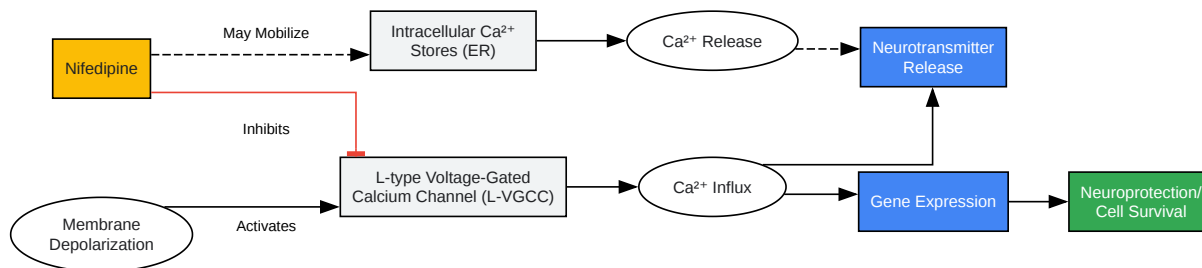 May Mobilize
Nifedipine
Intracellular Ca²⁺
Stores (ER)
Ca²⁺ Release
Neurotransmitter
Release
Inhibits
L-type Voltage-Gated
Calcium Channel (L-VGCC)
Ca²⁺ Influx
Gene Expression
Neuroprotection/
Cell Survival
Membrane
Depolarization
Activates